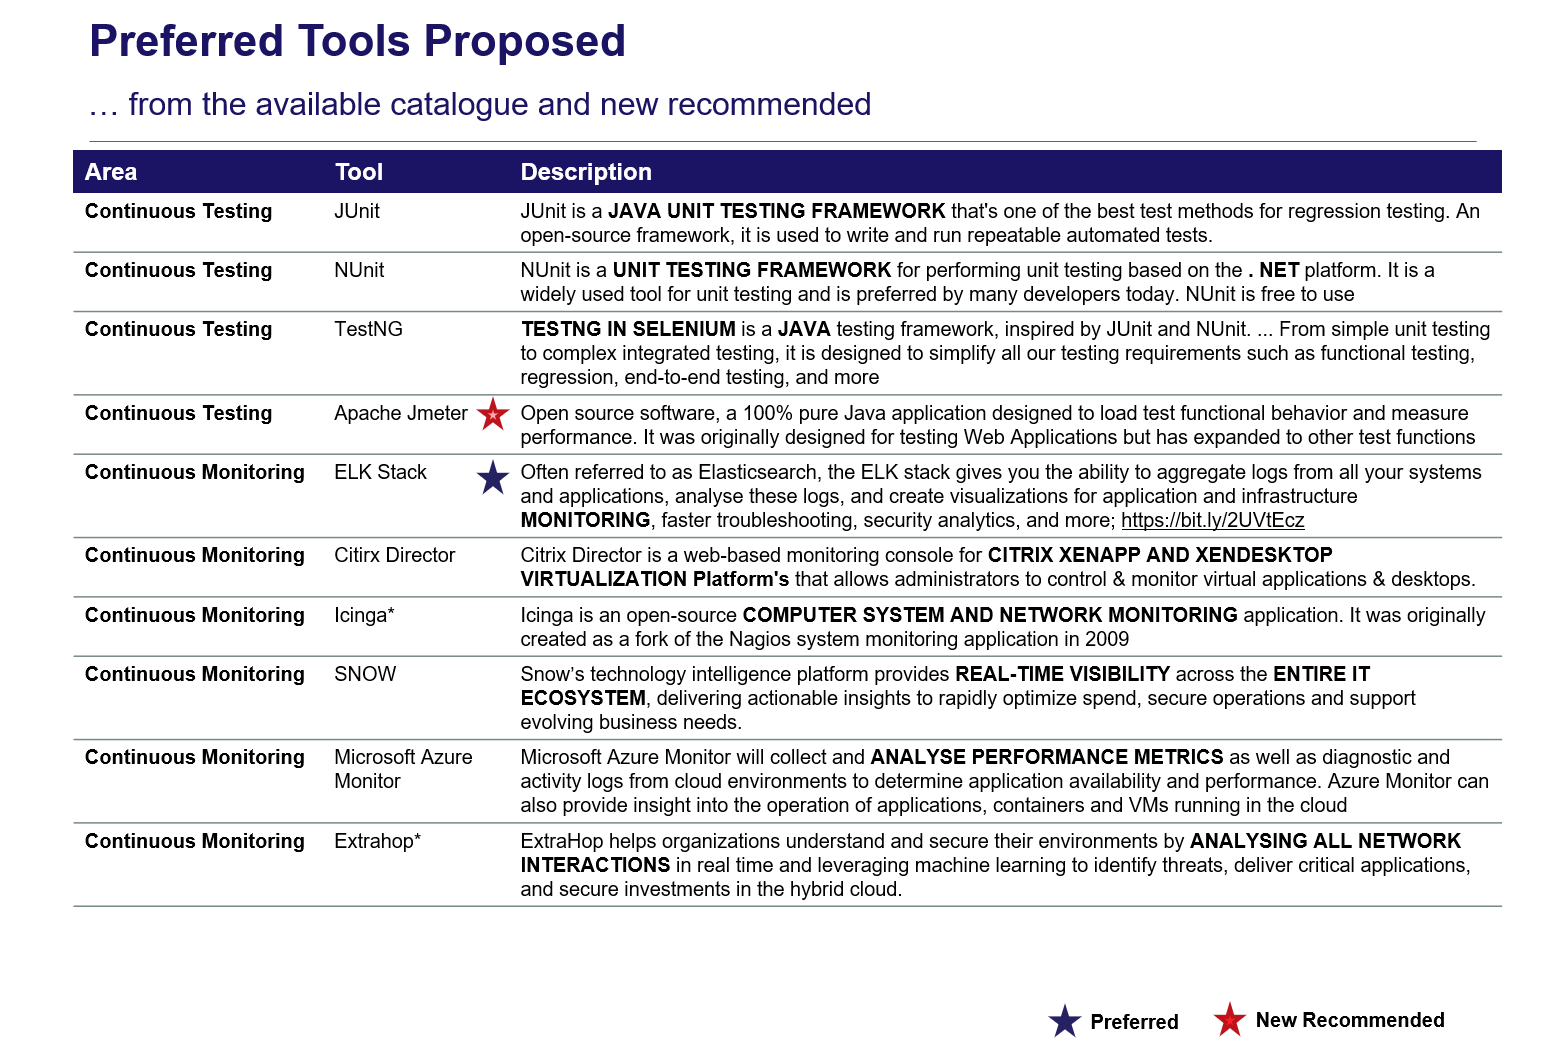 Preferred Tools Proposed
… from the available catalogue and new recommended
Area Tool Description
Continuous Testing JUnit JUnit is a JAVA UNIT TESTING FRAMEWORK that's one of the best test methods for regression testing. An
open-source framework, it is used to write and run repeatable automated tests.
Continuous Testing NUnit NUnit is a UNIT TESTING FRAMEWORK for performing unit testing based on the . NET platform. It is a
widely used tool for unit testing and is preferred by many developers today. NUnit is free to use
Continuous Testing TestNG TESTNG IN SELENIUM is a JAVA testing framework, inspired by JUnit and NUnit. ... From simple unit testing
to complex integrated testing, it is designed to simplify all our testing requirements such as functional testing,
regression, end-to-end testing, and more
Continuous Testing Apache Jmeter Open source software, a 100% pure Java application designed to load test functional behavior and measure
performance. It was originally designed for testing Web Applications but has expanded to other test functions
Continuous Monitoring ELK Stack Often referred to as Elasticsearch, the ELK stack gives you the ability to aggregate logs from all your systems
and applications, analyse these logs, and create visualizations for application and infrastructure
MONITORING, faster troubleshooting, security analytics, and more; https://bit.ly/2UVtEcz
Continuous Monitoring Citirx Director Citrix Director is a web-based monitoring console for CITRIX XENAPP AND XENDESKTOP
VIRTUALIZATION Platform's that allows administrators to control & monitor virtual applications & desktops.
Continuous Monitoring Icinga* Icinga is an open-source COMPUTER SYSTEM AND NETWORK MONITORING application. It was originally
created as a fork of the Nagios system monitoring application in 2009
Continuous Monitoring SNOW Snow’s technology intelligence platform provides REAL-TIME VISIBILITY across the ENTIRE IT
ECOSYSTEM, delivering actionable insights to rapidly optimize spend, secure operations and support
evolving business needs.
Continuous Monitoring Microsoft Azure Microsoft Azure Monitor will collect and ANALYSE PERFORMANCE METRICS as well as diagnostic and
Monitor activity logs from cloud environments to determine application availability and performance. Azure Monitor can
also provide insight into the operation of applications, containers and VMs running in the cloud
Continuous Monitoring Extrahop* ExtraHop helps organizations understand and secure their environments by ANALYSING ALL NETWORK
INTERACTIONS in real time and leveraging machine learning to identify threats, deliver critical applications,
and secure investments in the hybrid cloud.
Preferred New Recommended